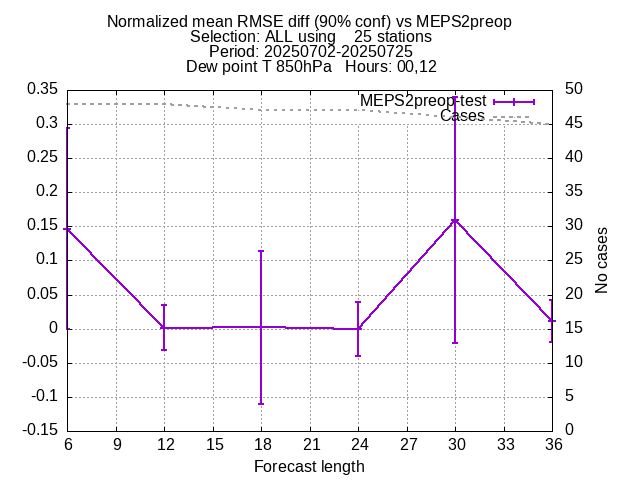 Normalized mean RMSE diff (90% conf) vs MEPS2preop
Selection: ALL using    25 stations
Period: 20250702-20250725
Dew point T 850hPa   Hours: 00,12
0.35
0.3
0.25
0.2
0.15
0.1
0.05
0
-0.05
-0.1
-0.15
MEPS2preop-test
Cases
50
45
40
35
30
25
20
15
10
5
0
No cases
6 9 12 15 18 21 24 27 30 33 36
Forecast length